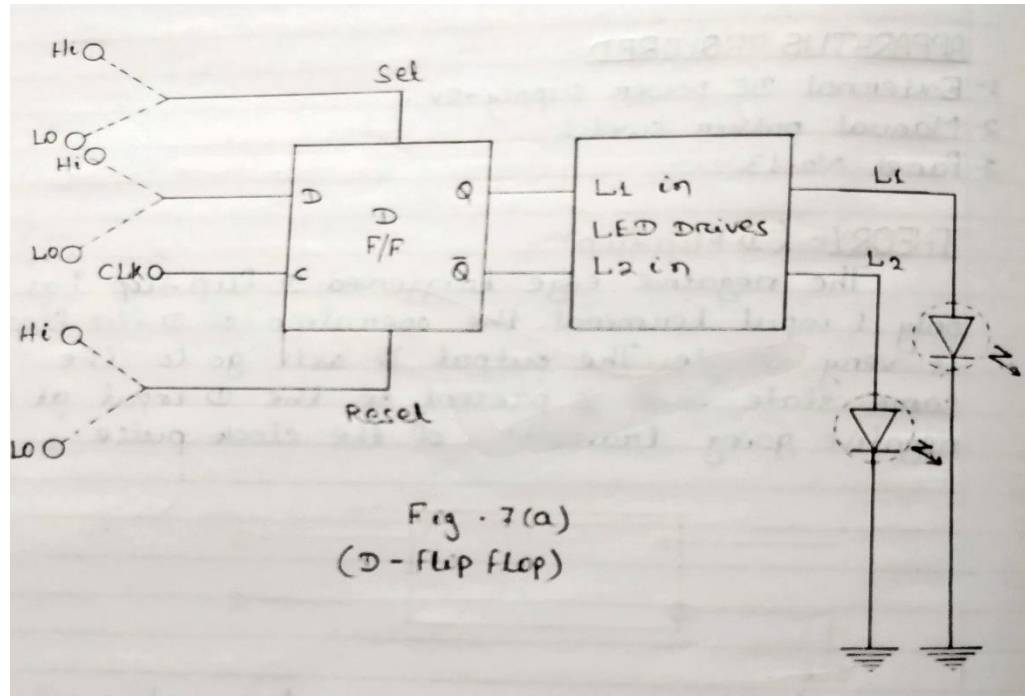 Hi
Set
LO
Hi
D
Q
L1 in
L1
D
F/F
LED Drives
LO
CLK
C
Q̄
L2 in
L2
Hi
Reset
LO
Fig. 7(a)
(D-flip flop)